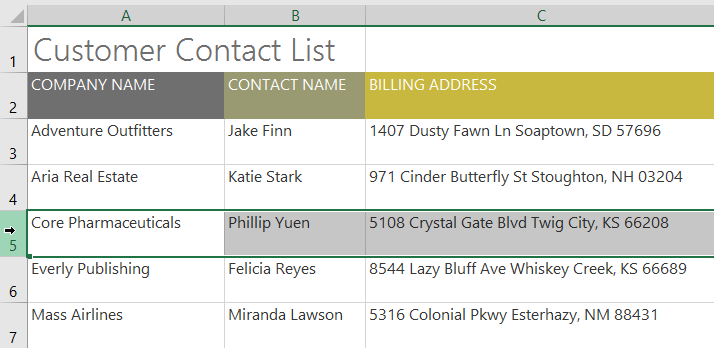 A B C
1 Customer Contact List
2 COMPANY NAME CONTACT NAME BILLING ADDRESS
3 Adventure Outfitters Jake Finn 1407 Dusty Fawn Ln Soaptown, SD 57696
4 Aria Real Estate Katie Stark 971 Cinder Butterfly St Stoughton, NH 03204
5 Core Pharmaceuticals Phillip Yuen 5108 Crystal Gate Blvd Twig City, KS 66208
6 Everly Publishing Felicia Reyes 8544 Lazy Bluff Ave Whiskey Creek, KS 66689
7 Mass Airlines Miranda Lawson 5316 Colonial Pkwy Esterhazy, NM 88431